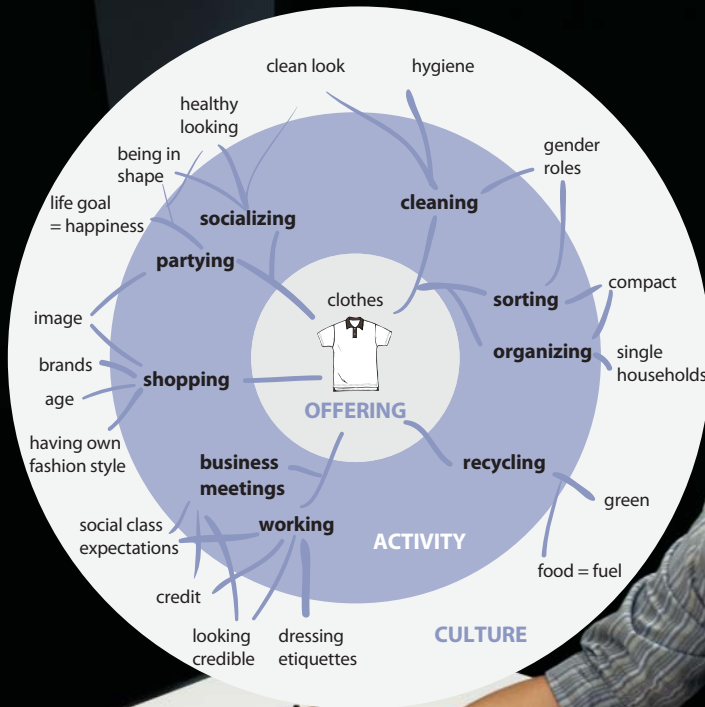 clean look
hygiene
healthy
looking
being in
shape
life goal
= happiness
gender
roles
socializing
cleaning
partying
sorting
compact
organizing
single
households
image
brands
age
having own
fashion style
shopping
clothes
OFFERING
business
meetings
working
recycling
green
food = fuel
social class
expectations
credit
looking
credible
dressing
etiquettes
ACTIVITY
CULTURE